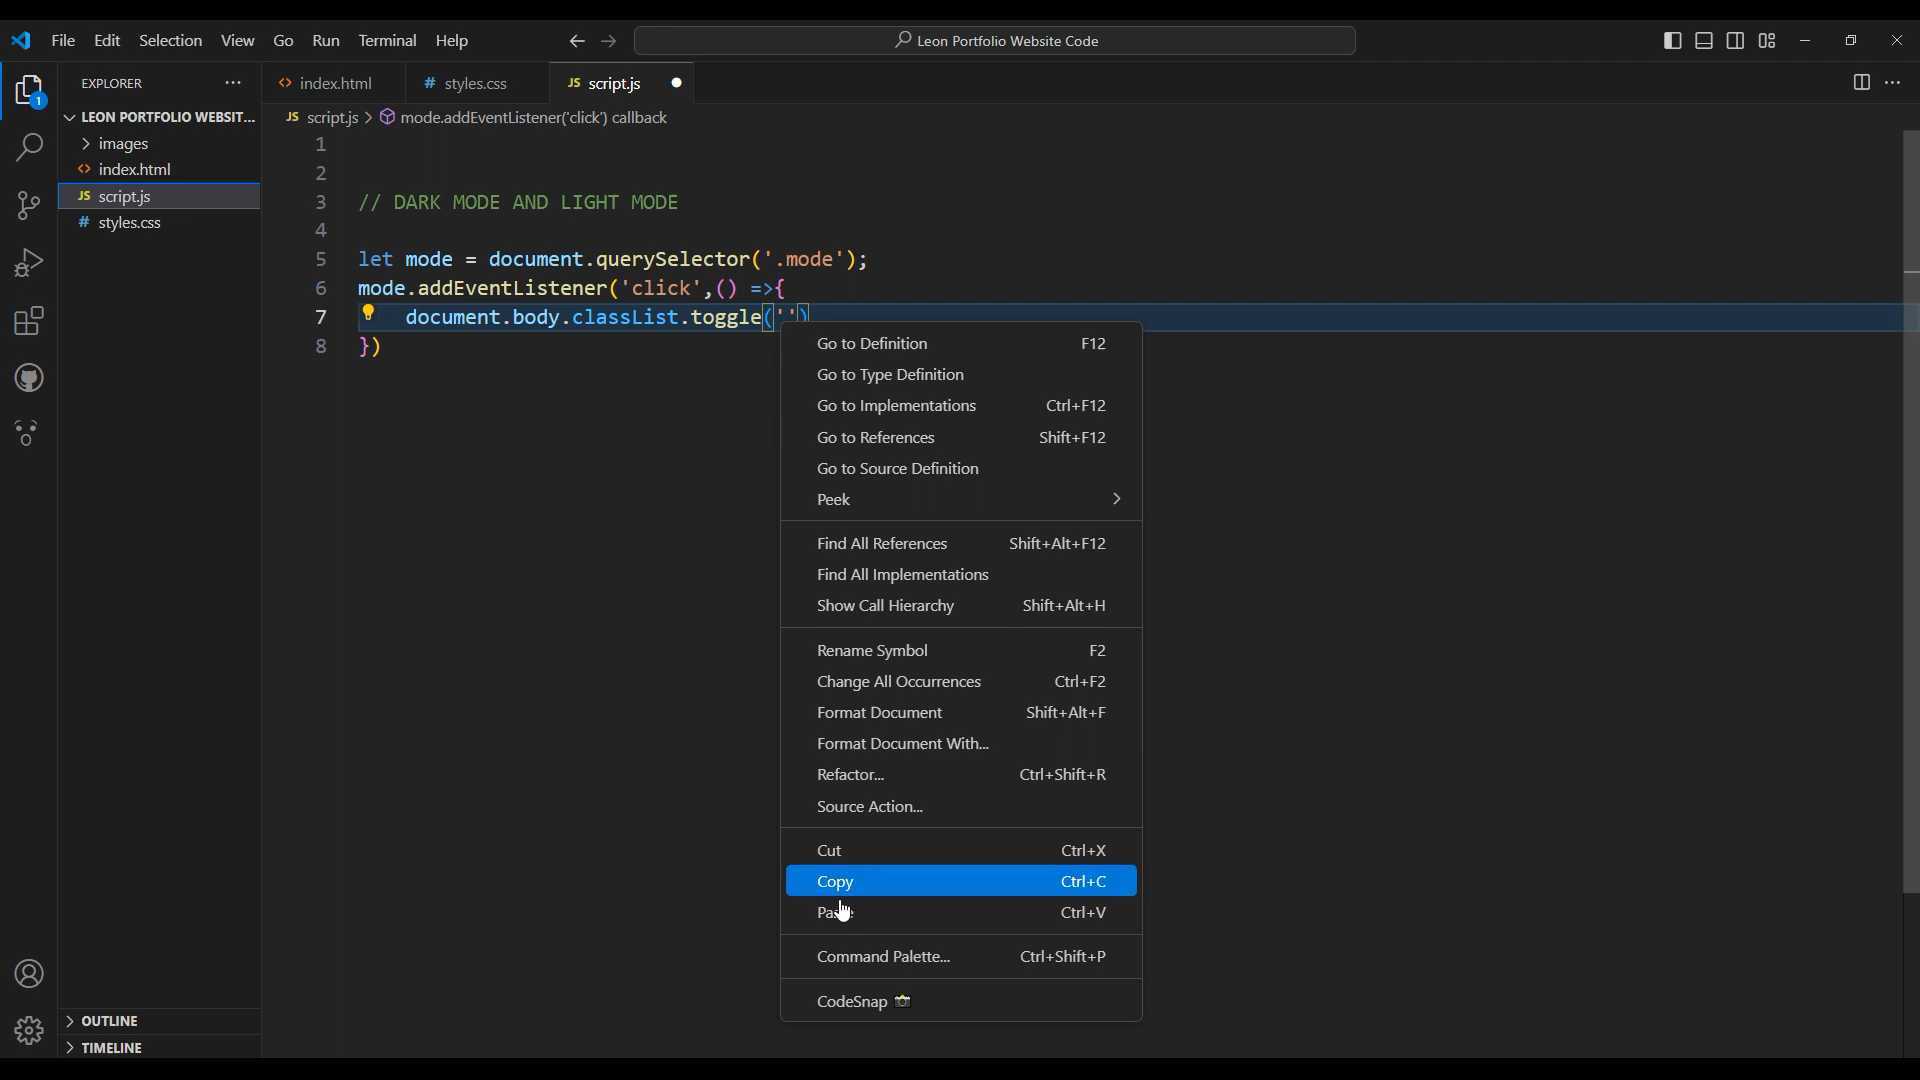 File Edit Selection View Go Run Terminal Help
Leon Portfolio Website Code
EXPLORER
index.html
# styles.css
JS script.js
1
LEON PORTFOLIO WEBSIT...
JS script.js > mode.addEventListener('click') callback
images
index.html
JS script.js
# styles.css
1
2
3 // DARK MODE AND LIGHT MODE
4
5 let mode = document.querySelector('.mode');
6 mode.addEventListener('click',() =>{
7 document.body.classList.toggle('')
8 })
Go to Definition F12
Go to Type Definition
Go to Implementations Ctrl+F12
Go to References Shift+F12
Go to Source Definition
Peek
Find All References Shift+Alt+F12
Find All Implementations
Show Call Hierarchy Shift+Alt+H
Rename Symbol F2
Change All Occurrences Ctrl+F2
Format Document Shift+Alt+F
Format Document With...
Refactor... Ctrl+Shift+R
Source Action...
Cut Ctrl+X
Copy Ctrl+C
Paste Ctrl+V
Command Palette... Ctrl+Shift+P
CodeSnap
OUTLINE
TIMELINE